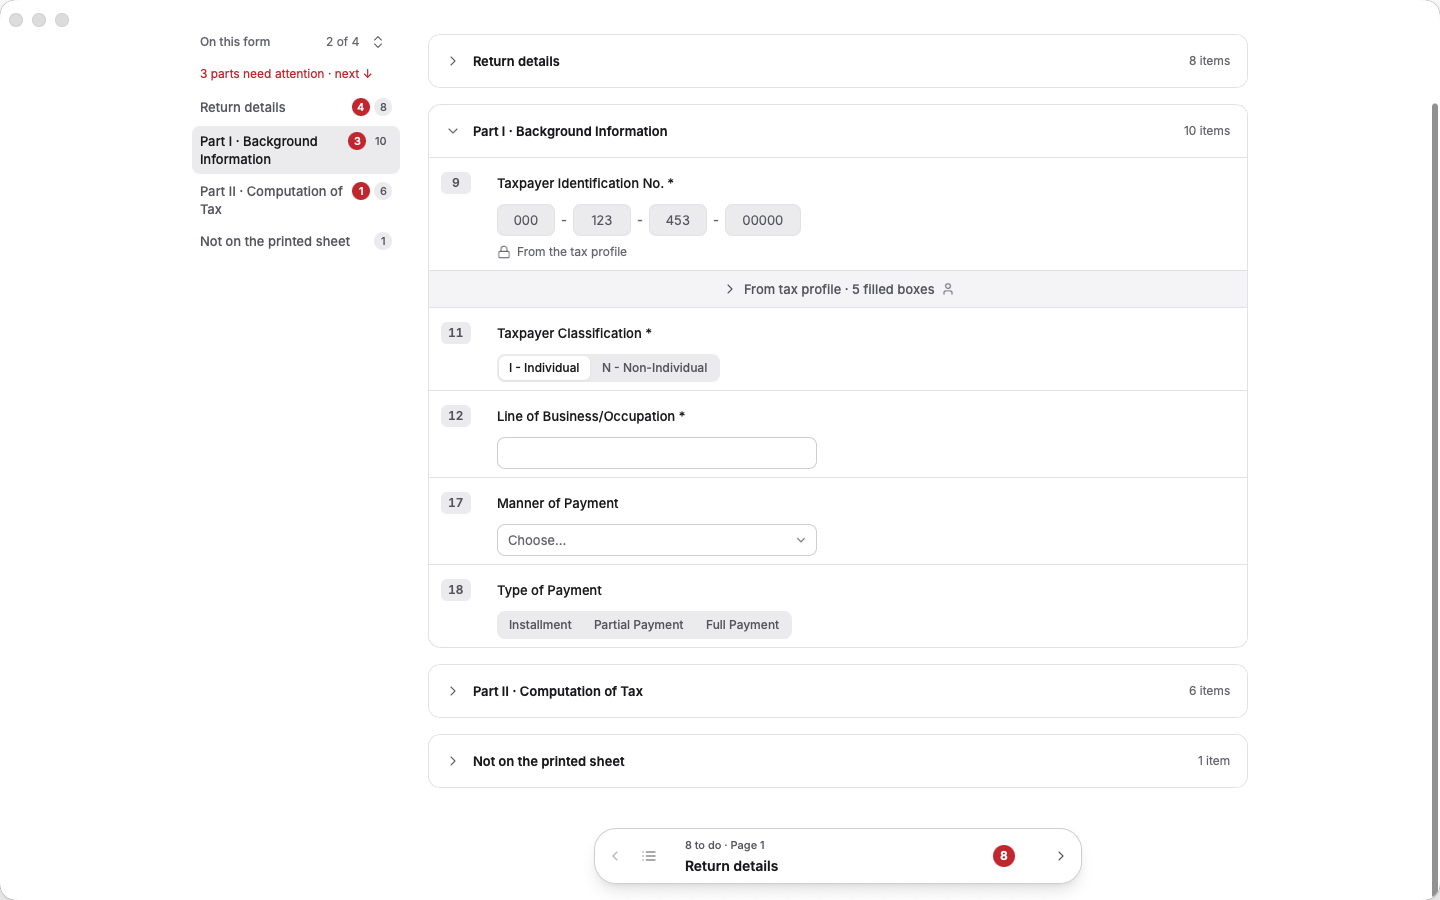 On this form
2 of 4
3 parts need attention · next ↓
Return details
4
8
Part I · Background Information
3
10
Part II · Computation of Tax
1
6
Not on the printed sheet
1
Return details
8 items
Part I · Background Information
10 items
9
Taxpayer Identification No. *
000 - 123 - 453 - 00000
From the tax profile
From tax profile · 5 filled boxes
11
Taxpayer Classification *
I - Individual
N - Non-Individual
12
Line of Business/Occupation *
17
Manner of Payment
Choose...
18
Type of Payment
Installment
Partial Payment
Full Payment
Part II · Computation of Tax
6 items
Not on the printed sheet
1 item
8 to do · Page 1
Return details
8